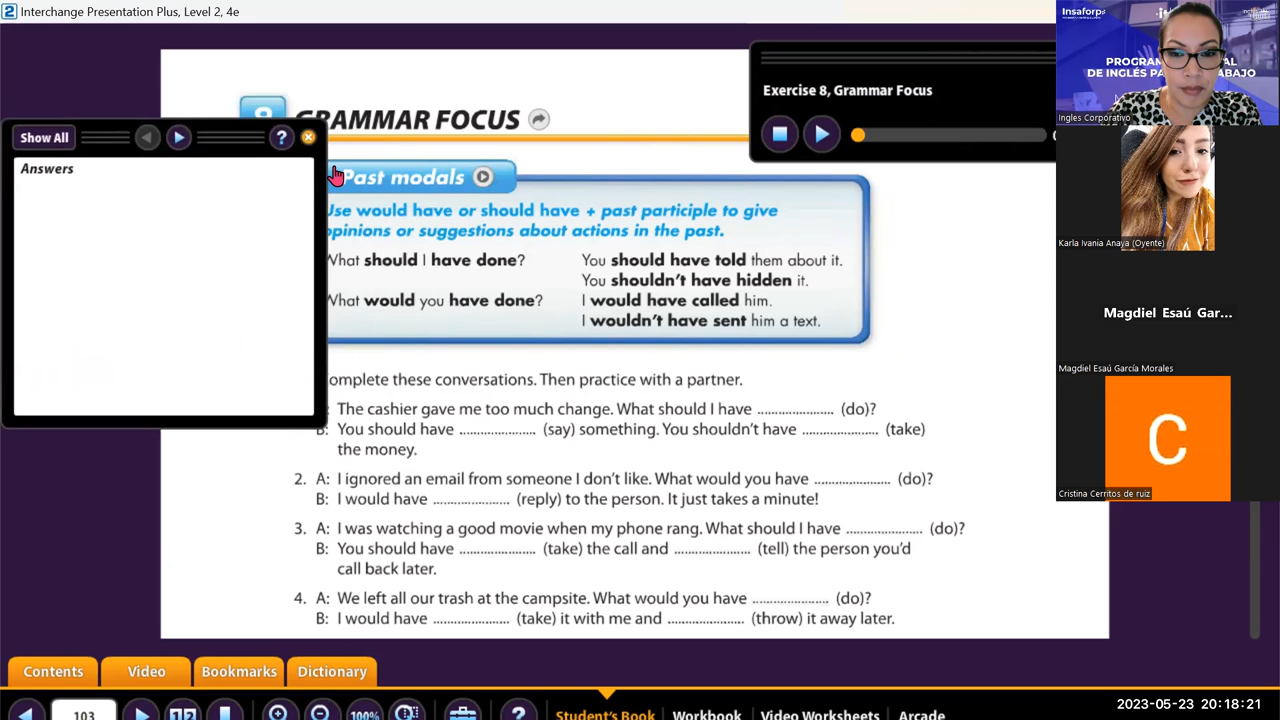 Interchange Presentation Plus, Level 2, 4e
GRAMMAR FOCUS
Exercise 8, Grammar Focus
Show All
?
Answers
Past modals
Use would have or should have + past participle to give
opinions or suggestions about actions in the past.
What should I have done?
You should have told them about it.
You shouldn't have hidden it.
What would you have done?
I would have called him.
I wouldn't have sent him a text.
omplete these conversations. Then practice with a partner.
The cashier gave me too much change. What should I have .................... (do)?
B: You should have .................... (say) something. You shouldn't have .................... (take)
the money.
2. A: I ignored an email from someone I don't like. What would you have .................... (do)?
B: I would have .................... (reply) to the person. It just takes a minute!
3. A: I was watching a good movie when my phone rang. What should I have .................... (do)?
B: You should have .................... (take) the call and .................... (tell) the person you'd
call back later.
4. A: We left all our trash at the campsite. What would you have .................... (do)?
B: I would have .................... (take) it with me and .................... (throw) it away later.
Contents
Video
Bookmarks
Dictionary
103
100%
?
Student's Book
Workbook
Video Worksheets
Arcade
Insaforp
Ingles Corporativo
Karla Ivania Anaya (Oyente)
Magdiel Esaú Gar...
Magdiel Esaú García Morales
C
Cristina Cerritos de ruiz
2023-05-23 20:18:21